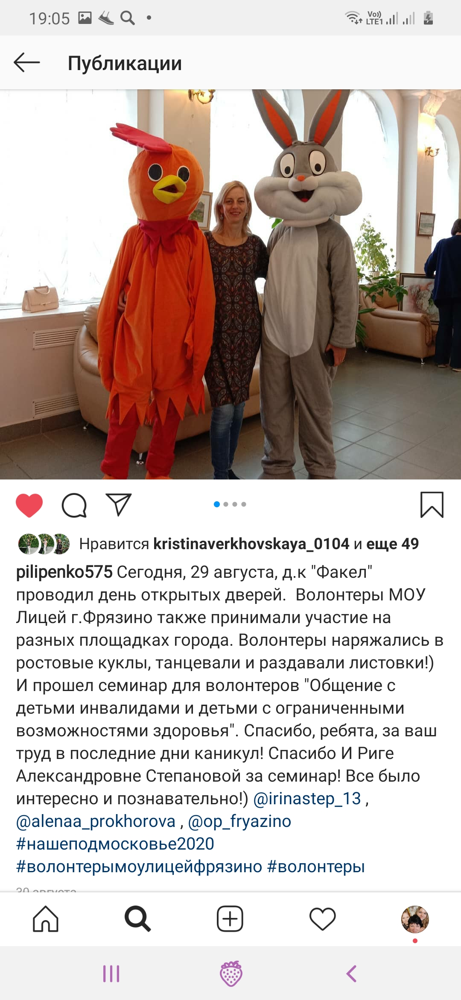 19:05
Vo))
LTE1
Публикации
Нравится kristinaverkhovskaya_0104 и еще 49
pilipenko575 Сегодня, 29 августа, д.к "Факел"
проводил день открытых дверей.  Волонтеры МОУ
Лицей г.Фрязино также принимали участие на
разных площадках города. Волонтеры наряжались в
ростовые куклы, танцевали и раздавали листовки!)
И прошел семинар для волонтеров "Общение с
детьми инвалидами и детьми с ограниченными
возможностями здоровья". Спасибо, ребята, за ваш
труд в последние дни каникул! Спасибо И Риге
Александровне Степановой за семинар! Все было
интересно и познавательно!) @irinastep_13 ,
@alenaa_prokhorova , @op_fryazino
#нашеподмосковье2020
#волонтерымоулицейфрязино #волонтеры
30 августа